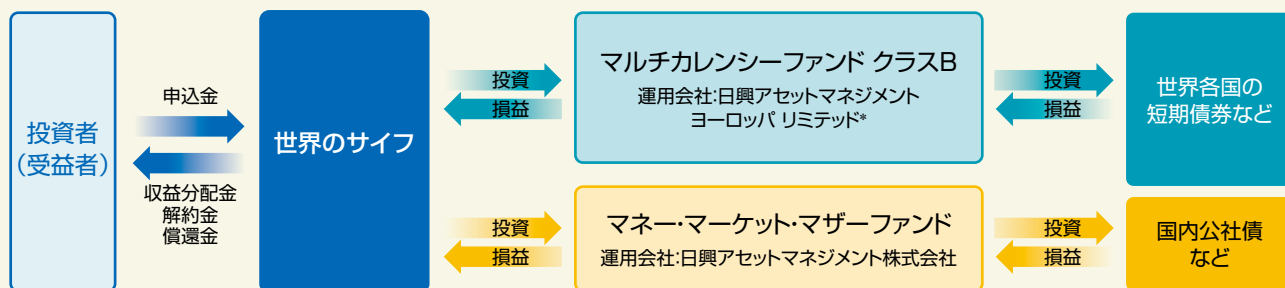 投資者
（受益者）
申込金
収益分配金
解約金
償還金
世界のサイフ
投資
損益
マルチカレンシーファンド クラスB
運用会社:日興アセットマネジメント
ヨーロッパ リミテッド*
投資
損益
世界各国の
短期債券など
投資
損益
マネー・マーケット・マザーファンド
運用会社:日興アセットマネジメント株式会社
投資
損益
国内公社債
など